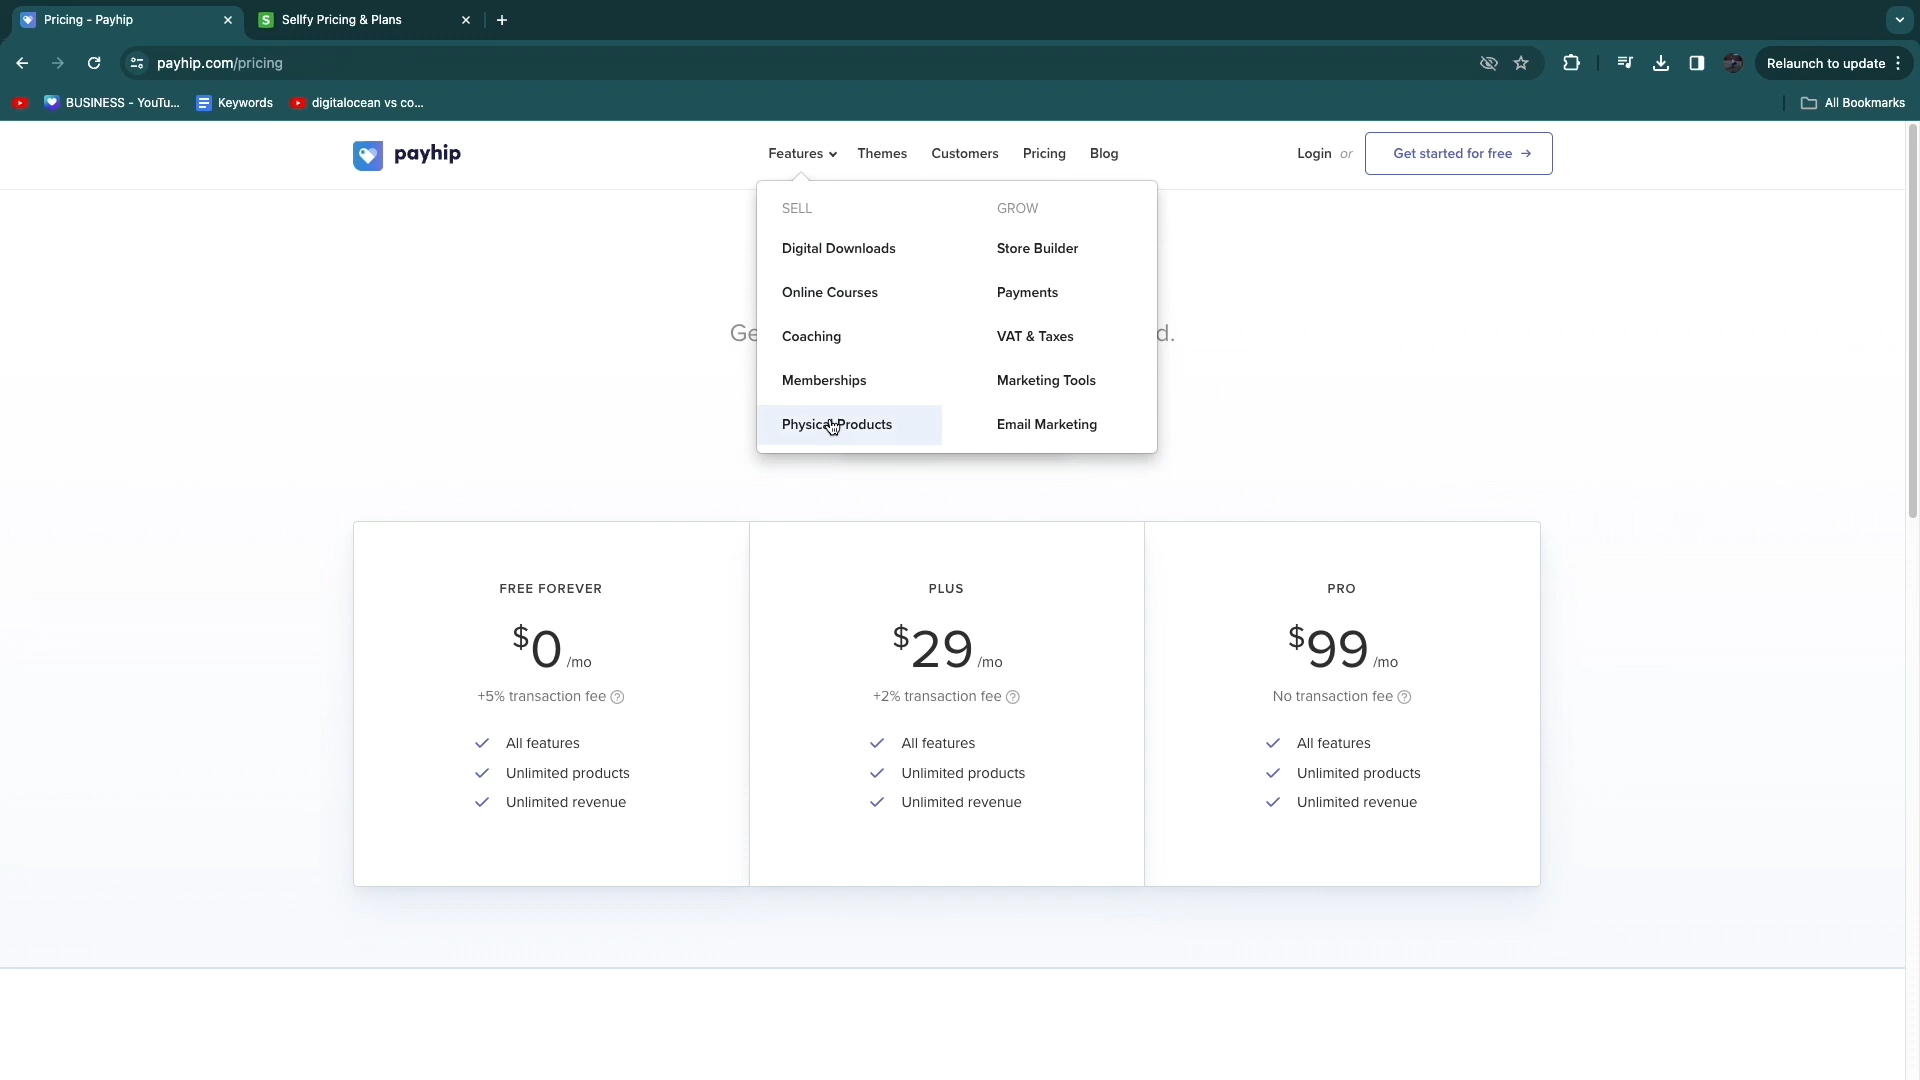 Pricing - Payhip
Sellfy Pricing & Plans
payhip.com/pricing
Relaunch to update
BUSINESS - YouTu...
Keywords
digitalocean vs co...
All Bookmarks
payhip
Features
Themes
Customers
Pricing
Blog
Login or
Get started for free →
SELL
GROW
Digital Downloads
Store Builder
Online Courses
Payments
Ge
d.
Coaching
VAT & Taxes
Memberships
Marketing Tools
Physical Products
Email Marketing
FREE FOREVER
$0 /mo
+5% transaction fee ?
All features
Unlimited products
Unlimited revenue
PLUS
$29 /mo
+2% transaction fee ?
All features
Unlimited products
Unlimited revenue
PRO
$99 /mo
No transaction fee ?
All features
Unlimited products
Unlimited revenue